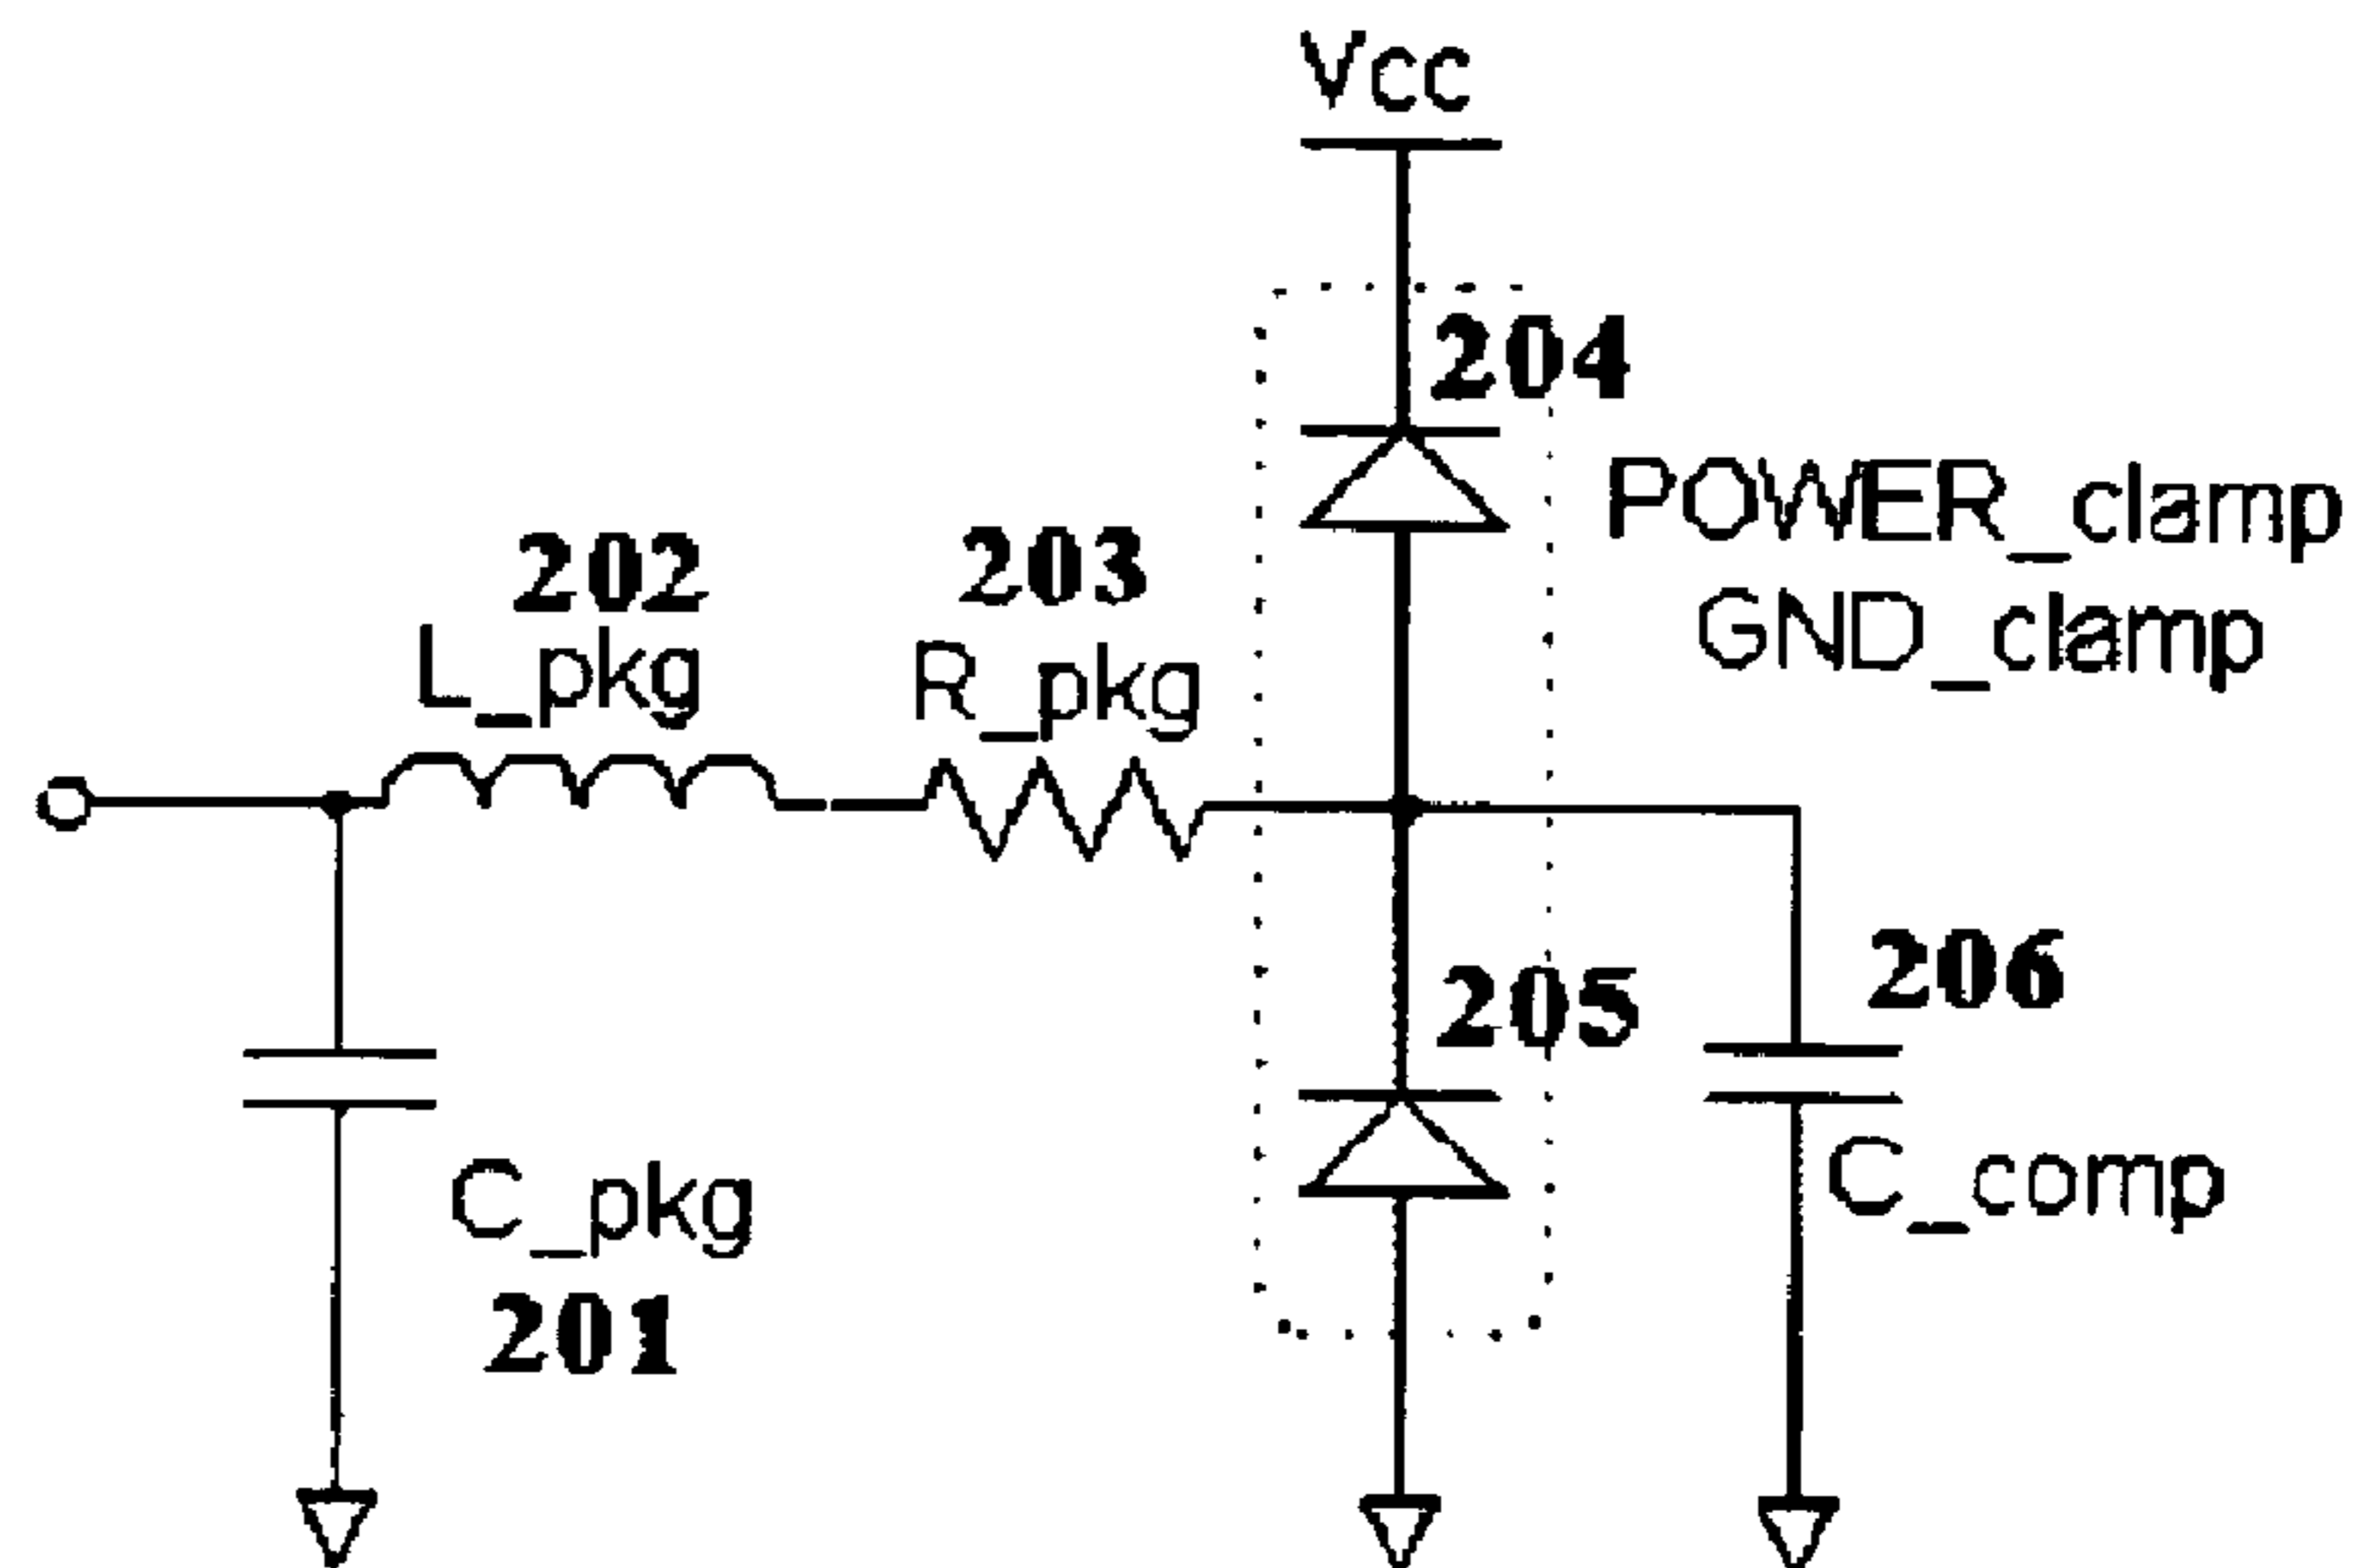 Vcc
204
POWER_clamp
GND_clamp
202
L_pkg
203
R_pkg
205
206
C_comp
C_pkg
201